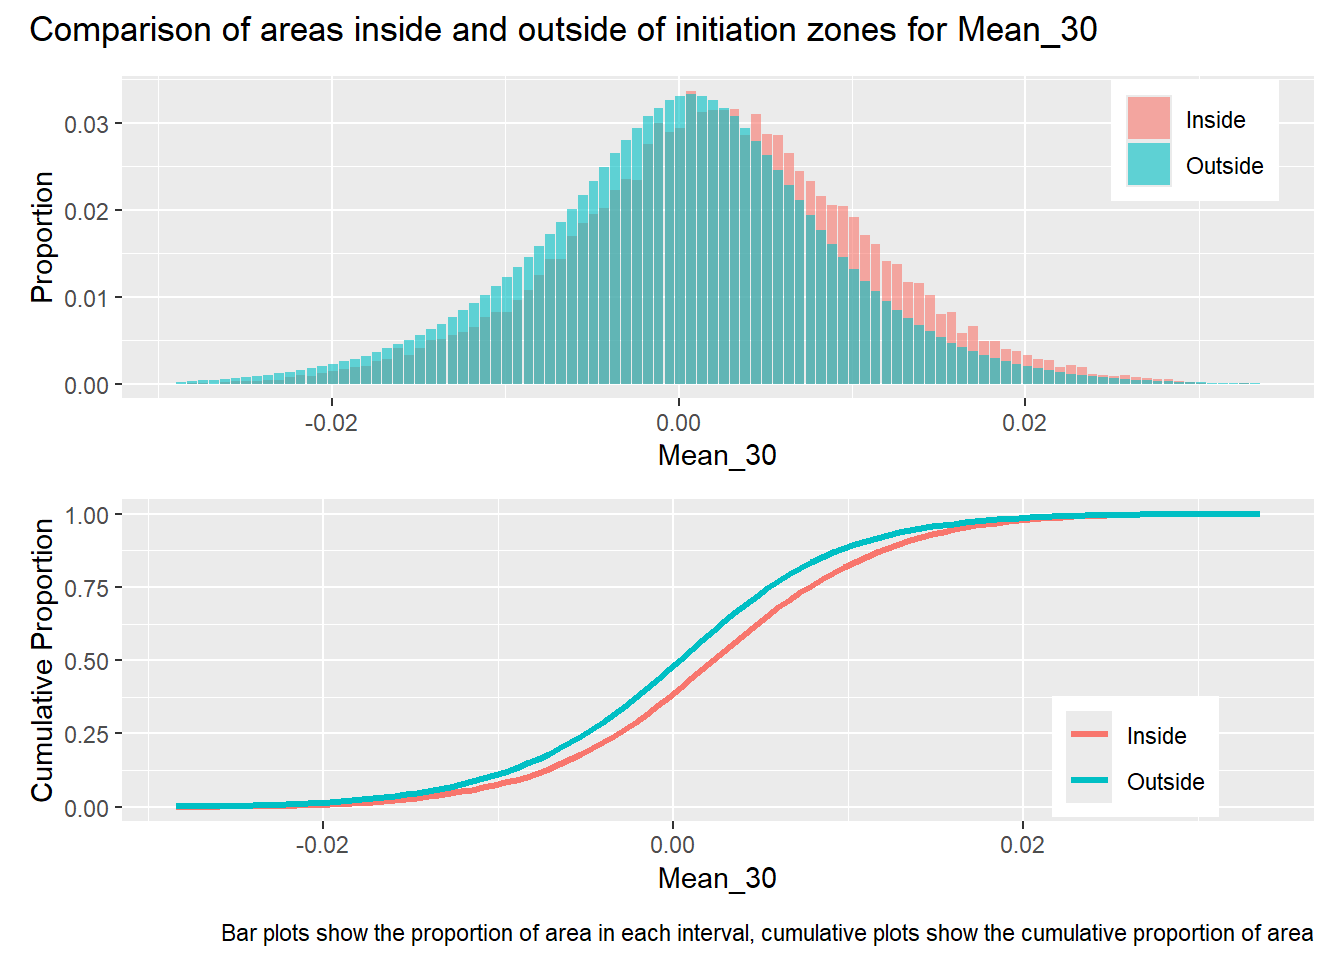 Comparison of areas inside and outside of initiation zones for Mean_30
Proportion
0.03
0.02
0.01
0.00
Inside
Outside
-0.02
0.00
0.02
Mean_30
Cumulative Proportion
1.00
0.75
0.50
0.25
0.00
Inside
Outside
-0.02
0.00
0.02
Mean_30
Bar plots show the proportion of area in each interval, cumulative plots show the cumulative proportion of area